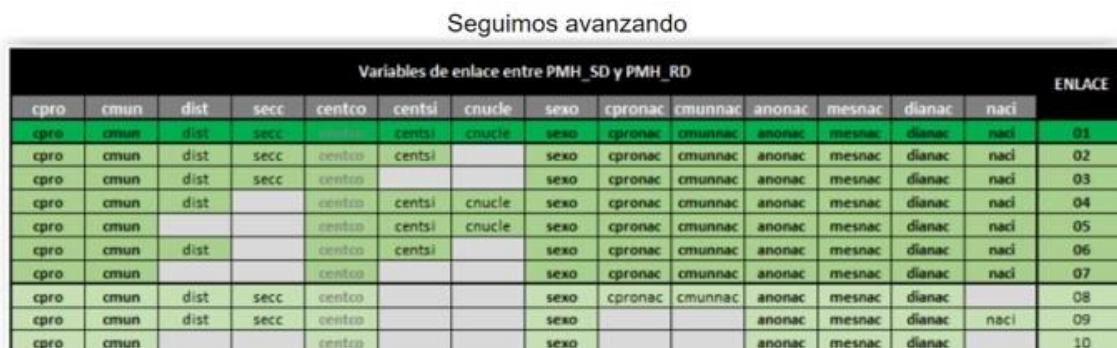 Seguimos avanzando
Variables de enlace entre PMH_SD y PMH_RD ENLACE
cpro cmun dist secc centco centsi cnucle sexo cpronac cmunnac anonac mesnac dianac naci
cpro cmun dist secc centco centsi cnucle sexo cpronac cmunnac anonac mesnac dianac naci 01
cpro cmun dist secc centco centsi sexo cpronac cmunnac anonac mesnac dianac naci 02
cpro cmun dist secc centco sexo cpronac cmunnac anonac mesnac dianac naci 03
cpro cmun dist centco centsi cnucle sexo cpronac cmunnac anonac mesnac dianac naci 04
cpro cmun centco centsi cnucle sexo cpronac cmunnac anonac mesnac dianac naci 05
cpro cmun dist centco centsi sexo cpronac cmunnac anonac mesnac dianac naci 06
cpro cmun centco sexo cpronac cmunnac anonac mesnac dianac naci 07
cpro cmun dist secc centco sexo cpronac cmunnac anonac mesnac dianac 08
cpro cmun dist secc centco sexo anonac mesnac dianac naci 09
cpro cmun centco sexo anonac mesnac dianac 10